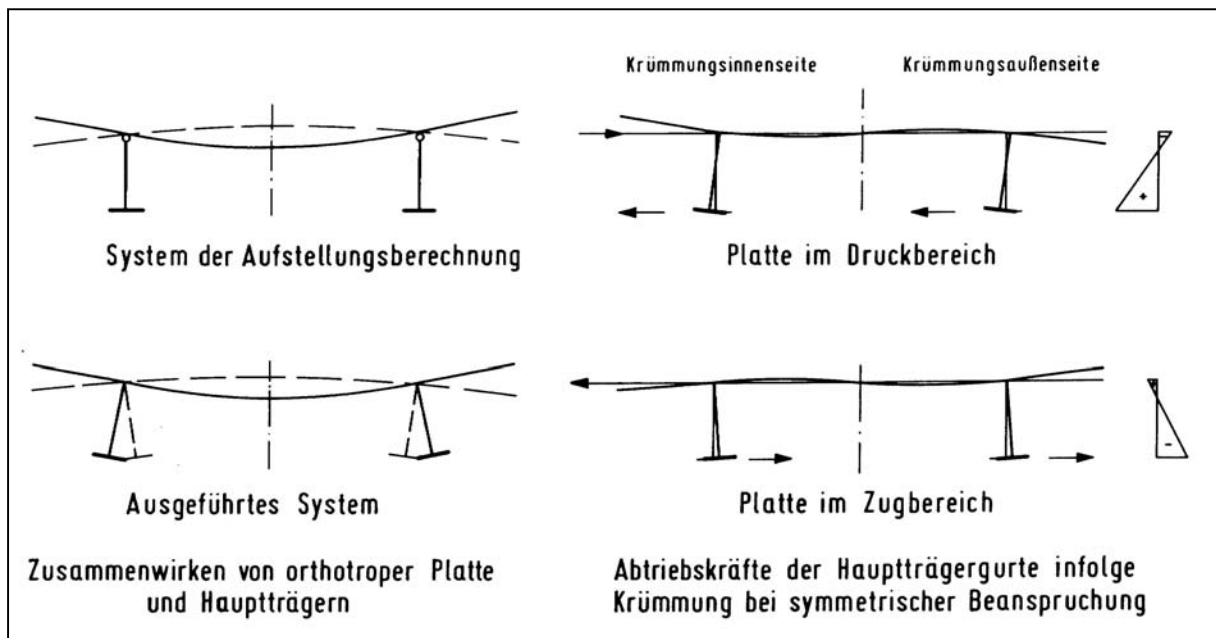 Krümmungsinnenseite
Krümmungsaußenseite
System der Aufstellungsberechnung
Platte im Druckbereich
+
Ausgeführtes System
Platte im Zugbereich
-
Zusammenwirken von orthotroper Platte
und Hauptträgern
Abtriebskräfte der Hauptträgergurte infolge
Krümmung bei symmetrischer Beanspruchung